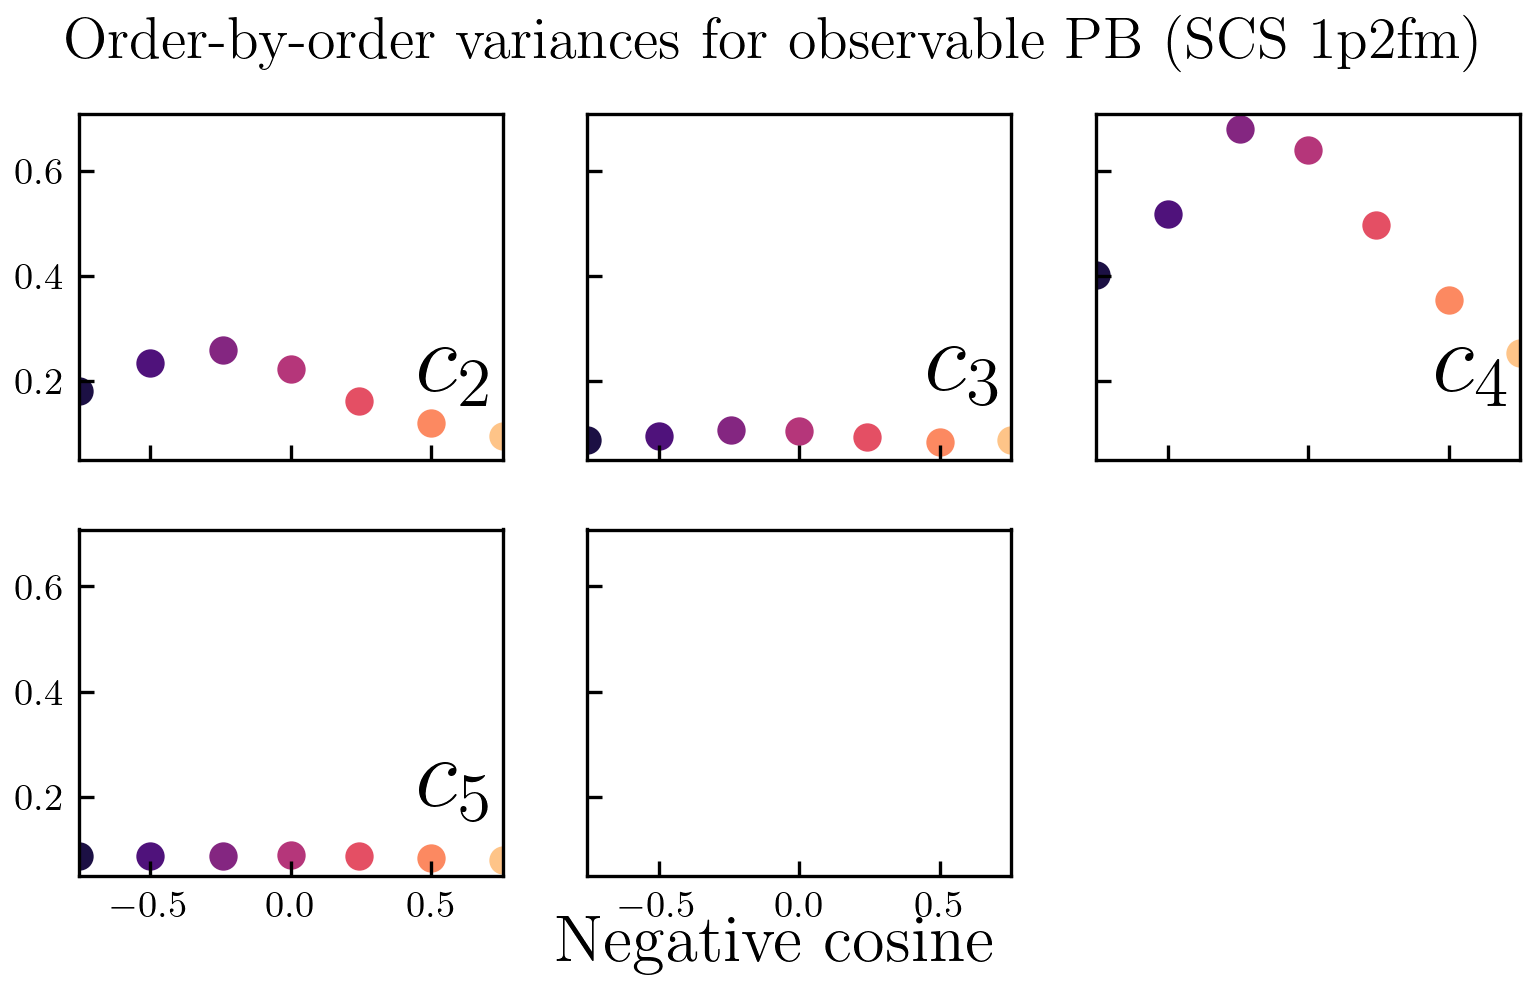 Order-by-order variances for observable PB (SCS 1p2fm)
0.6
0.4
0.2
c2
c3
c4
0.6
0.4
0.2
c5
−0.5 0.0 0.5
−0.5 0.0 0.5
Negative cosine